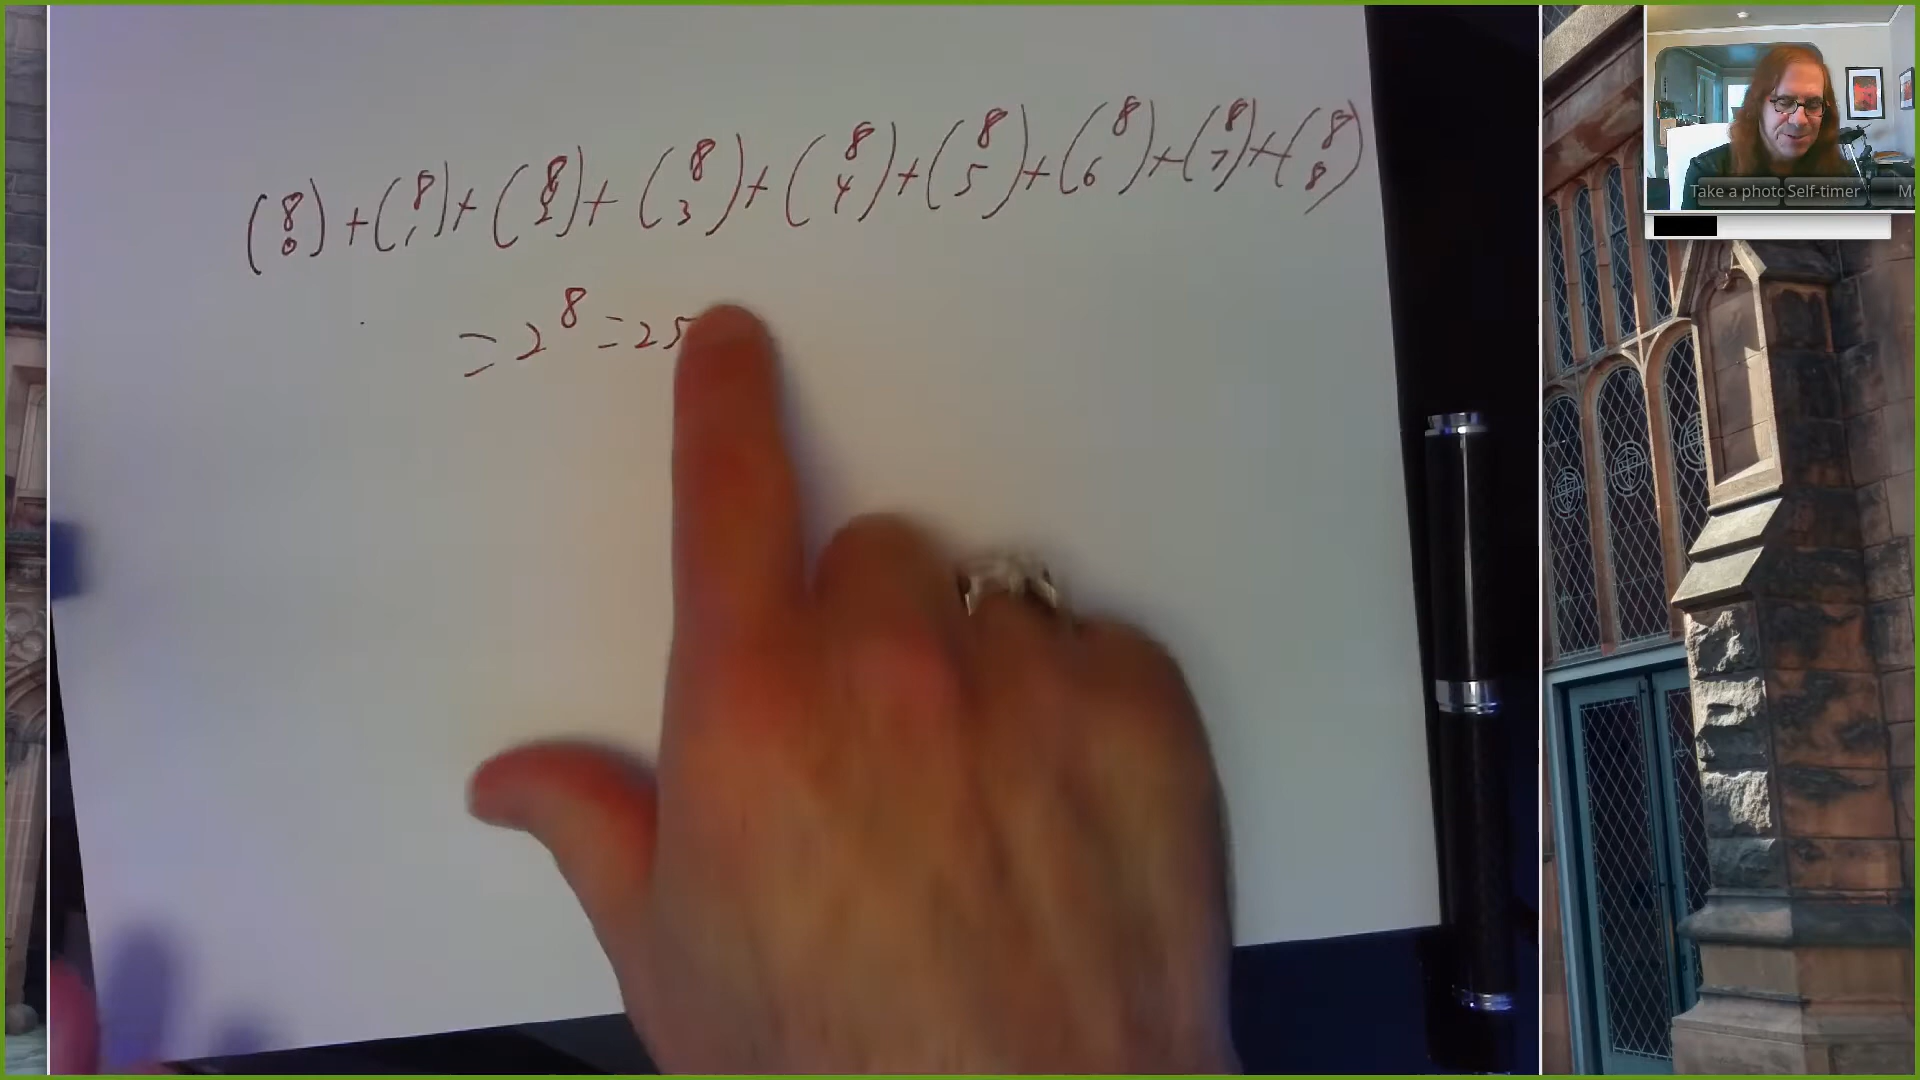 (8 0) + (8 1) + (8 2) + (8 3) + (8 4) + (8 5) + (8 6) + (8 7) + (8 8)
= 2^8 = 25
Take a photo Self-timer